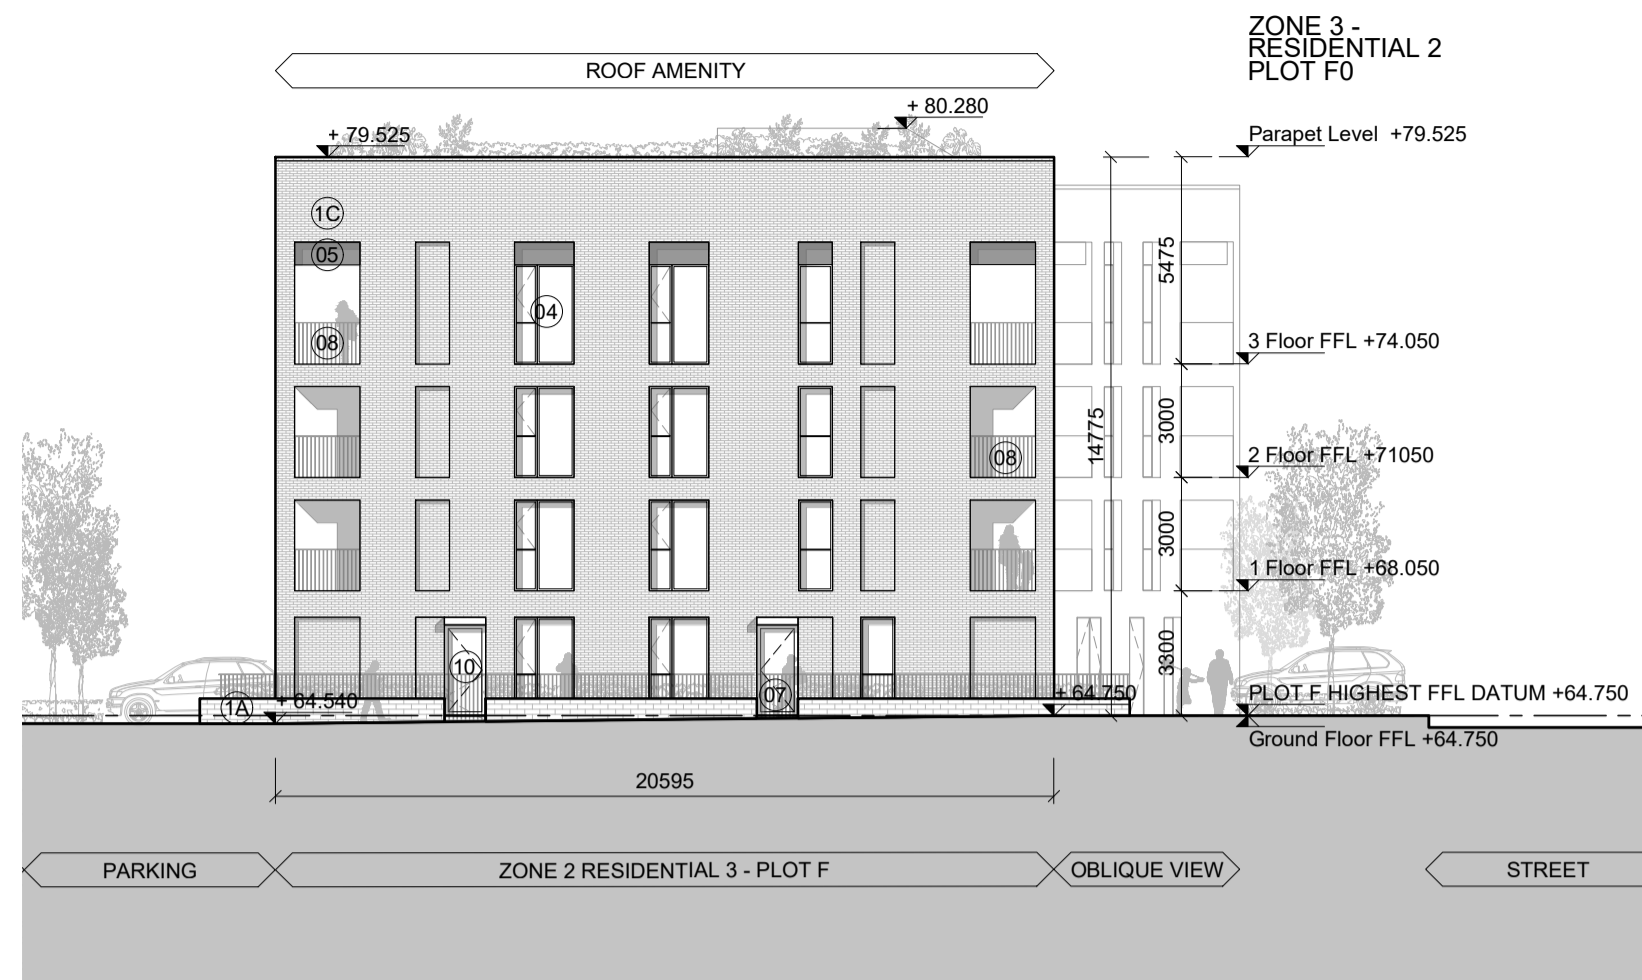 ZONE 3 -
RESIDENTIAL 2
PLOT F0
ROOF AMENITY
+ 80.280
+ 79.525
Parapet Level +79.525
1C
05
5475
04
08
3 Floor FFL +74.050
14775
3000
08
2 Floor FFL +71050
3000
1 Floor FFL +68.050
3300
10
07
1A
+ 64.540
+ 64.750
PLOT F HIGHEST FFL DATUM +64.750
Ground Floor FFL +64.750
20595
PARKING
ZONE 2 RESIDENTIAL 3 - PLOT F
OBLIQUE VIEW
STREET